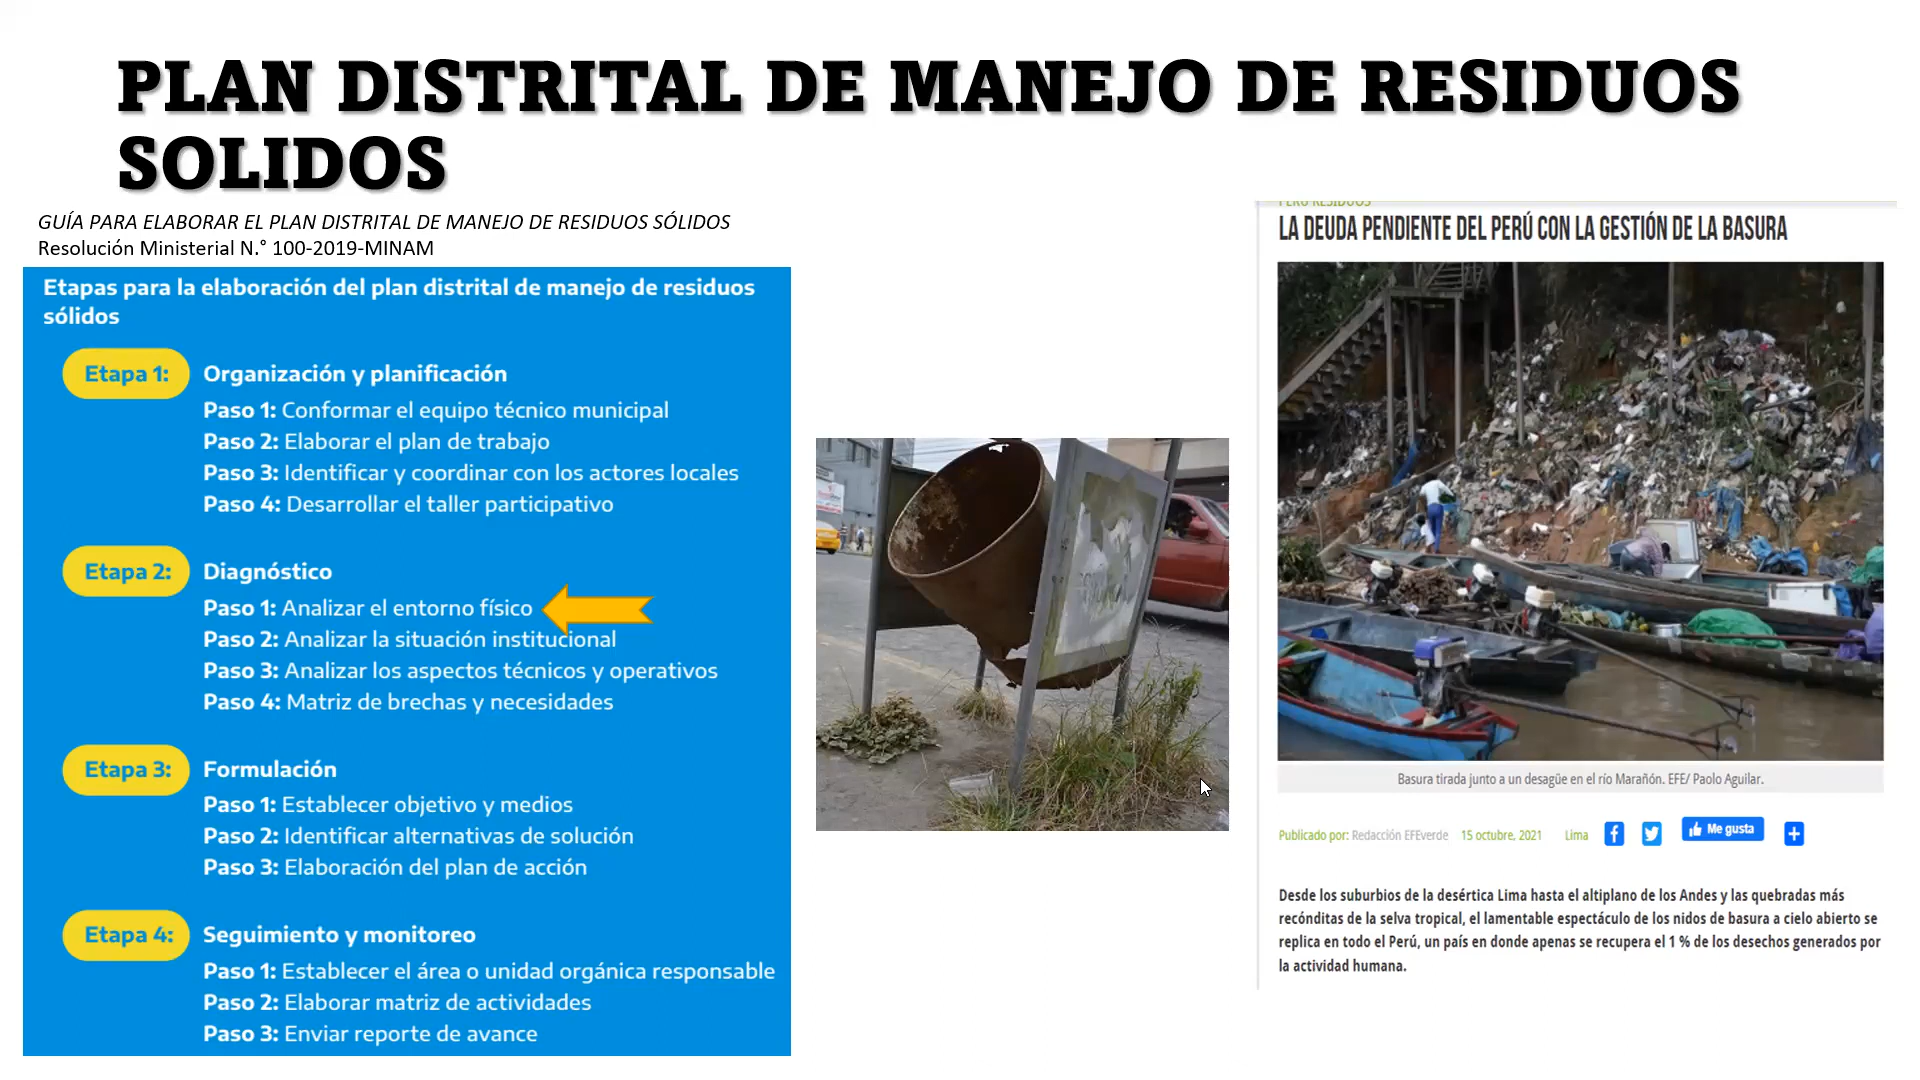 PLAN DISTRITAL DE MANEJO DE RESIDUOS
SOLIDOS
GUÍA PARA ELABORAR EL PLAN DISTRITAL DE MANEJO DE RESIDUOS SÓLIDOS
Resolución Ministerial N.° 100-2019-MINAM
Etapas para la elaboración del plan distrital de manejo de residuos
sólidos
Etapa 1: Organización y planificación
Paso 1: Conformar el equipo técnico municipal
Paso 2: Elaborar el plan de trabajo
Paso 3: Identificar y coordinar con los actores locales
Paso 4: Desarrollar el taller participativo
Etapa 2: Diagnóstico
Paso 1: Analizar el entorno físico
Paso 2: Analizar la situación institucional
Paso 3: Analizar los aspectos técnicos y operativos
Paso 4: Matriz de brechas y necesidades
Etapa 3: Formulación
Paso 1: Establecer objetivo y medios
Paso 2: Identificar alternativas de solución
Paso 3: Elaboración del plan de acción
Etapa 4: Seguimiento y monitoreo
Paso 1: Establecer el área o unidad orgánica responsable
Paso 2: Elaborar matriz de actividades
Paso 3: Enviar reporte de avance
PERÚ RESIDUOS
LA DEUDA PENDIENTE DEL PERÚ CON LA GESTIÓN DE LA BASURA
Basura tirada junto a un desagüe en el río Marañón. EFE/ Paolo Aguilar.
Publicado por: Redacción EFEverde 15 octubre, 2021 Lima Me gusta
Desde los suburbios de la desértica Lima hasta el altiplano de los Andes y las quebradas más
recónditas de la selva tropical, el lamentable espectáculo de los nidos de basura a cielo abierto se
replica en todo el Perú, un país en donde apenas se recupera el 1 % de los desechos generados por
la actividad humana.